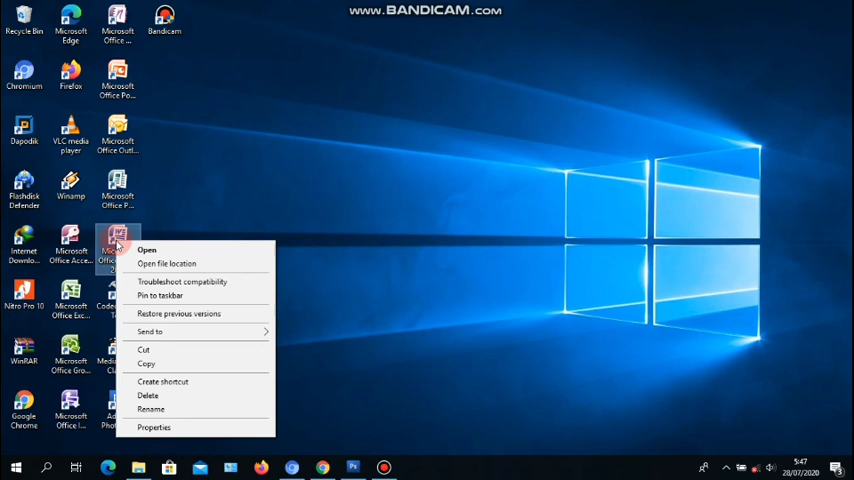 www.BANDICAM.com
Recycle Bin
Microsoft
Edge
Microsoft
Office ...
Bandicam
Chromium
Firefox
Microsoft
Office Po...
Dapodik
VLC media
player
Microsoft
Office Outl...
Flashdisk
Defender
Winamp
Microsoft
Office P...
Internet
Downlo...
Microsoft
Office Acce...
Nitro Pro 10
Microsoft
Office Exc...
WinRAR
Microsoft
Office Gro...
Google
Chrome
Microsoft
Office I...
Open
Open file location
Troubleshoot compatibility
Pin to taskbar
Restore previous versions
Send to
Cut
Copy
Create shortcut
Delete
Rename
Properties
5:47
28/07/2020
3